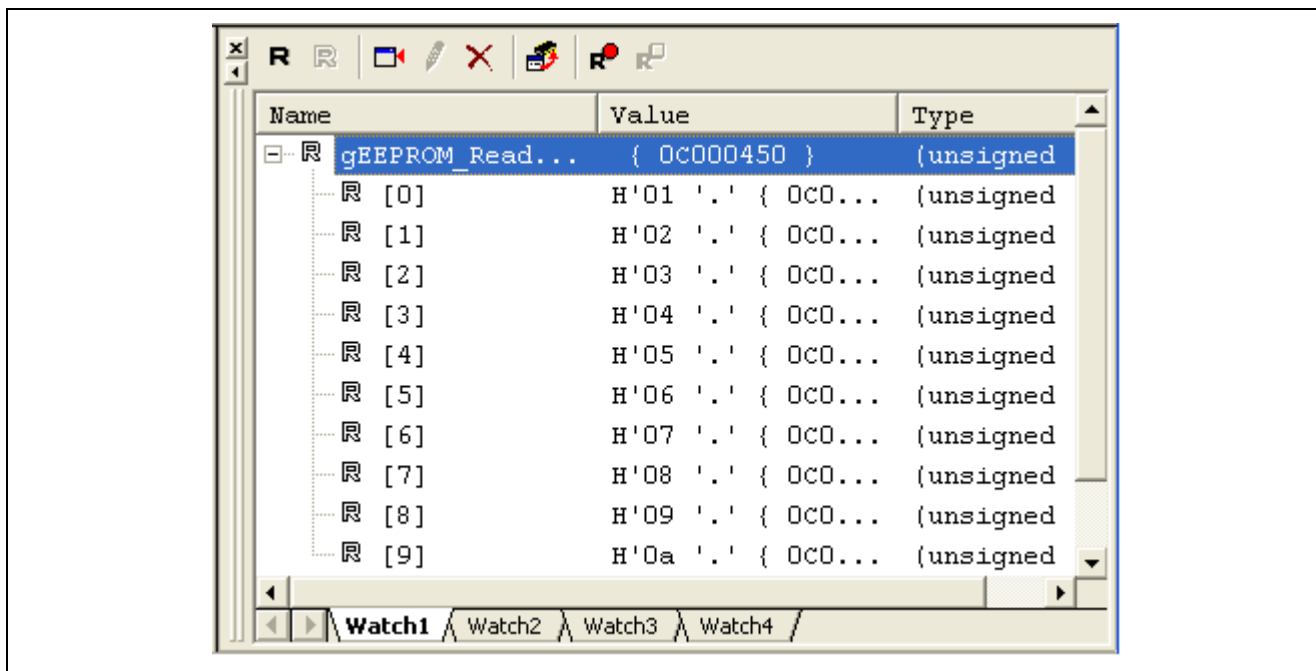 Name Value Type
gEEPROM_Read... { 0C000450 } (unsigned
[0] H'01 '.' { 0C0... (unsigned
[1] H'02 '.' { 0C0... (unsigned
[2] H'03 '.' { 0C0... (unsigned
[3] H'04 '.' { 0C0... (unsigned
[4] H'05 '.' { 0C0... (unsigned
[5] H'06 '.' { 0C0... (unsigned
[6] H'07 '.' { 0C0... (unsigned
[7] H'08 '.' { 0C0... (unsigned
[8] H'09 '.' { 0C0... (unsigned
[9] H'0a '.' { 0C0... (unsigned
Watch1 Watch2 Watch3 Watch4